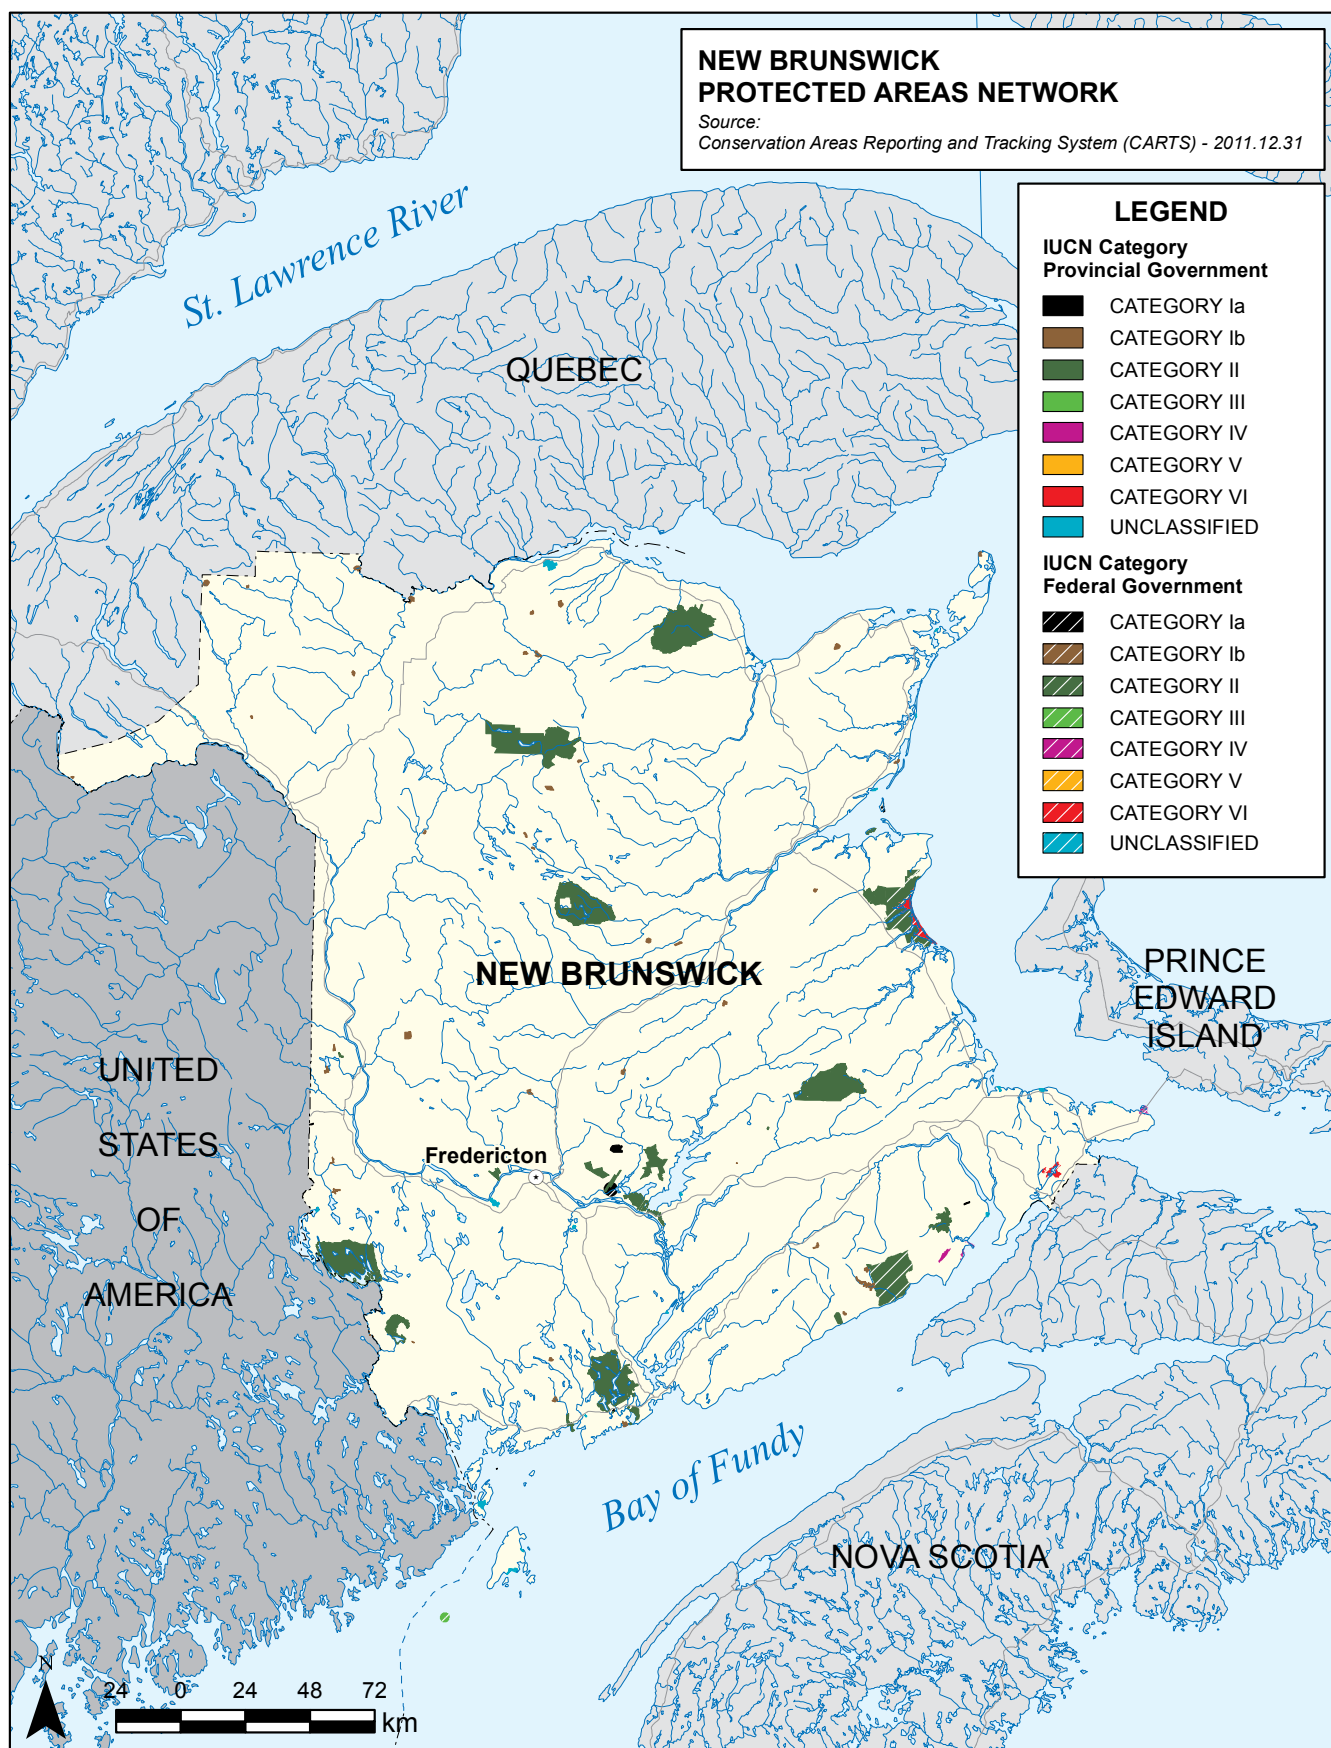 NEW BRUNSWICK
PROTECTED AREAS NETWORK
Source:
Conservation Areas Reporting and Tracking System (CARTS) - 2011.12.31
LEGEND
IUCN Category
Provincial Government
CATEGORY Ia
CATEGORY Ib
CATEGORY II
CATEGORY III
CATEGORY IV
CATEGORY V
CATEGORY VI
UNCLASSIFIED
IUCN Category
Federal Government
CATEGORY Ia
CATEGORY Ib
CATEGORY II
CATEGORY III
CATEGORY IV
CATEGORY V
CATEGORY VI
UNCLASSIFIED
St. Lawrence River
QUEBEC
NEW BRUNSWICK
PRINCE
EDWARD
ISLAND
UNITED
STATES
OF
AMERICA
Fredericton
Bay of Fundy
NOVA SCOTIA
N
24 0 24 48 72
km